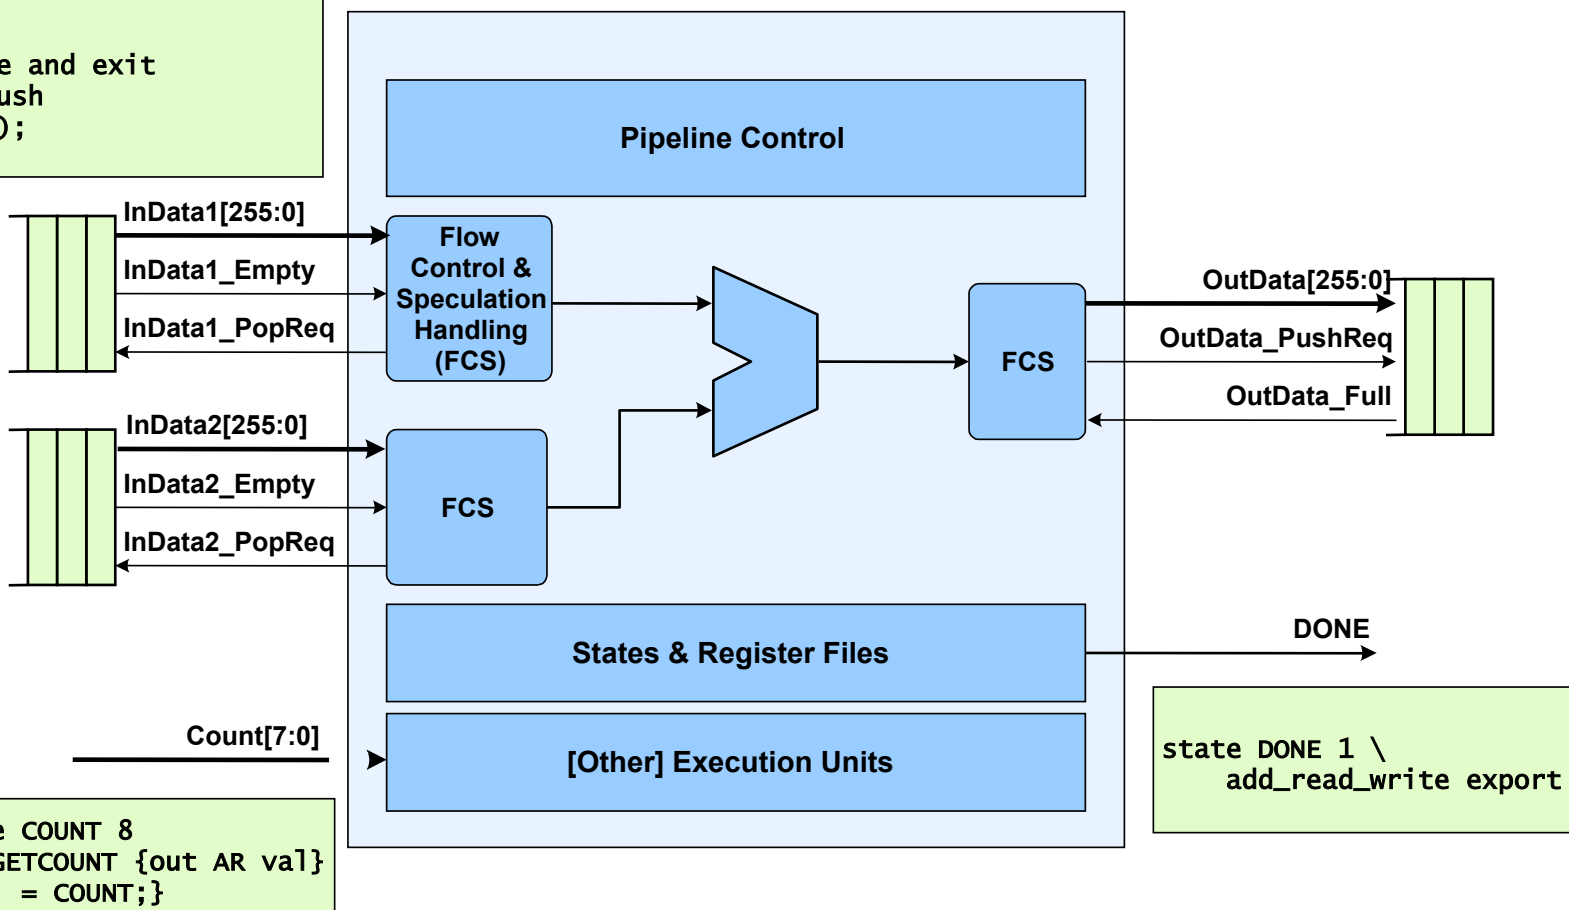 and exit
);
Pipeline Control
InData1[255:0]
InData1_Empty
InData1_PopReq
Flow
Control &
Speculation
Handling
(FCS)
OutData[255:0]
OutData_PushReq
OutData_Full
FCS
InData2[255:0]
InData2_Empty
InData2_PopReq
FCS
States & Register Files
DONE
Count[7:0]
[Other] Execution Units
state DONE 1 \
add_read_write export
COUNT 8
GETCOUNT {out AR val}
= COUNT;}